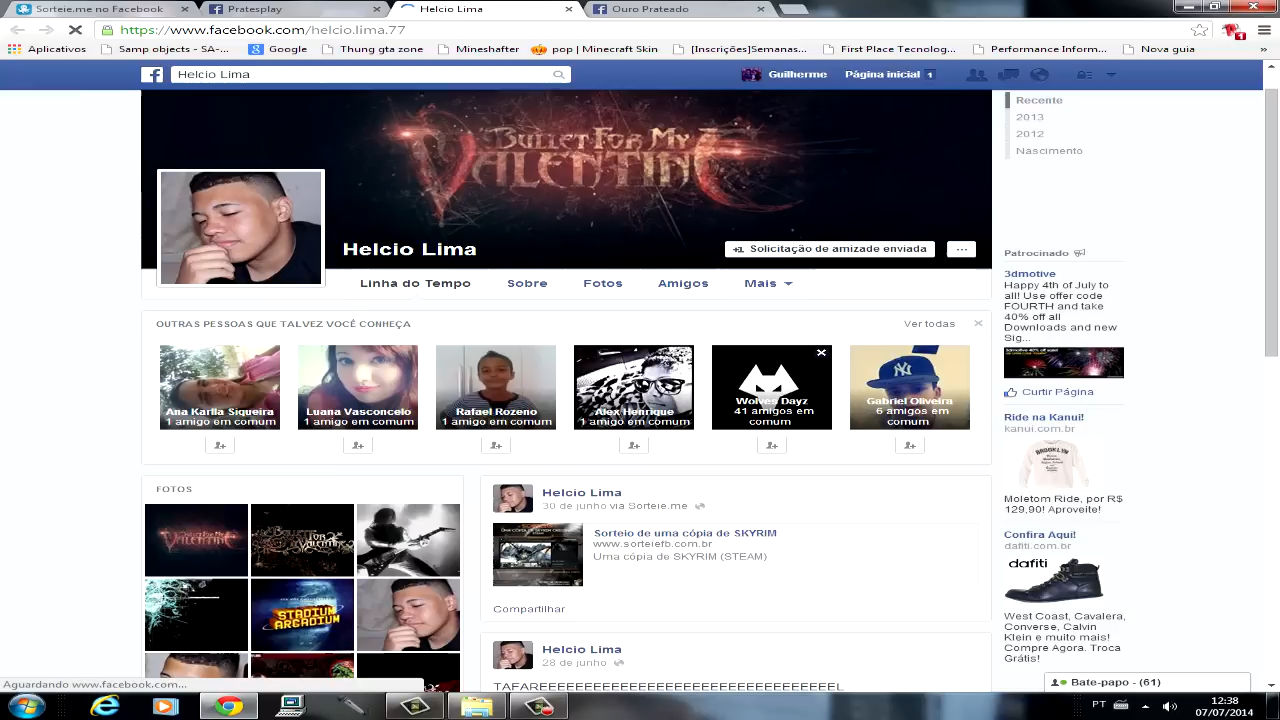 Sorteie.me no Facebook
Pratesplay
Helcio Lima
Ouro Prateado
https://www.facebook.com/helcio.lima.77
Aplicativos
Samp objects - SA-...
Google
Thung gta zone
Mineshafter
pop | Minecraft Skin
[Inscrições]Semanas...
First Place Tecnolog...
Performance Inform...
Nova guia
Helcio Lima
Guilherme
Página inicial 1
Recente
2013
2012
Nascimento
BULLET FOR MY
VALENTINE
Helcio Lima
+1 Solicitação de amizade enviada
...
Linha do Tempo
Sobre
Fotos
Amigos
Mais
OUTRAS PESSOAS QUE TALVEZ VOCÊ CONHEÇA
Ver todas
Ana Karlla Siqueira
1 amigo em comum
Luana Vasconcelo
1 amigo em comum
Rafael Rozeno
1 amigo em comum
Alex Henrique
1 amigo em comum
Wolves Dayz
41 amigos em
comum
Gabriel Oliveira
6 amigos em
comum
FOTOS
VALENTINE
STADIUM
ARCADIUM
Helcio Lima
30 de junho via Sorteie.me
Sorteio de uma cópia de SKYRIM
www.sorteiefb.com.br
Uma cópia de SKYRIM (STEAM)
Compartilhar
Helcio Lima
28 de junho
TAFAREEEEEEEEEEEEEEEEEEEEEEEEEEEEEEEEEL
Patrocinado
3dmotive
Happy 4th of July to
all! Use offer code
FOURTH and take
40% off all
Downloads and new
Sig...
Curtir Página
Ride na Kanui!
kanui.com.br
BROOKLYN
Moletom Ride, por R$
129,90! Aproveite!
Confira Aqui!
dafiti.com.br
dafiti
West Coast, Cavalera,
Converse, Calvin
Klein e muito mais!
Compre Agora. Troca
Grátis!
Bate-papo - (61)
Aguardando www.facebook.com...
PT
12:38
07/07/2014